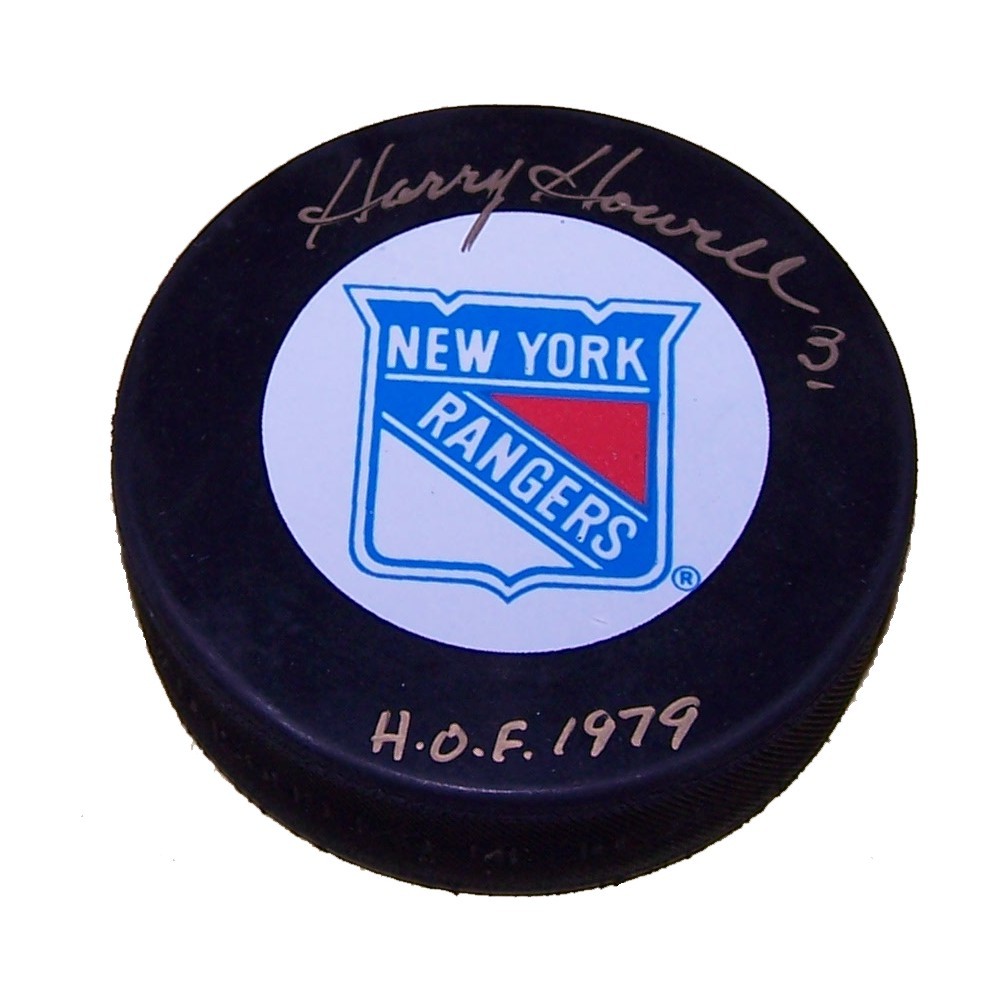 Harry Howell 3.
NEW YORK
RANGERS
®
H.O.F. 1979